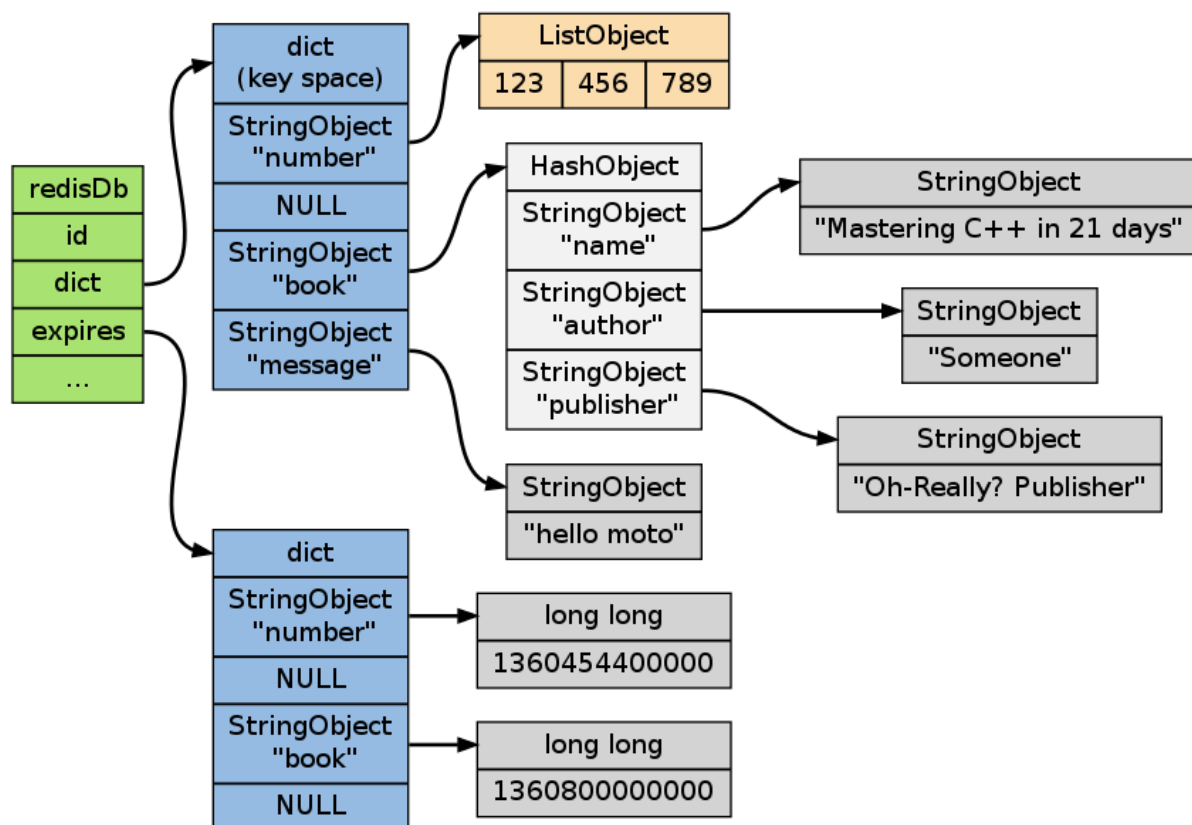 redisDb
id
dict
expires
...
dict
(key space)
StringObject
"number"
NULL
StringObject
"book"
StringObject
"message"
ListObject
123 456 789
HashObject
StringObject
"name"
StringObject
"author"
StringObject
"publisher"
StringObject
"Mastering C++ in 21 days"
StringObject
"Someone"
StringObject
"Oh-Really? Publisher"
StringObject
"hello moto"
dict
StringObject
"number"
NULL
StringObject
"book"
NULL
long long
1360454400000
long long
1360800000000